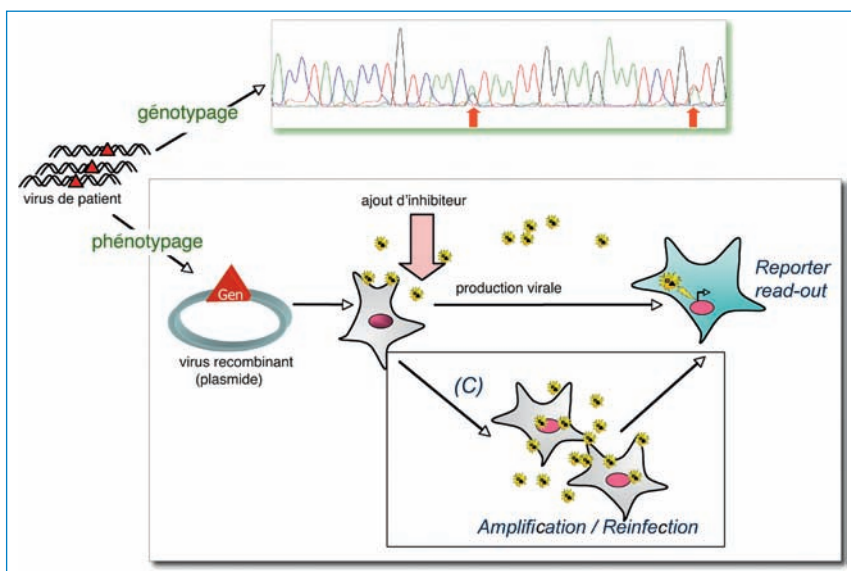 génotypage
virus de patient
phénotypage
ajout d'inhibiteur
Reporter
read-out
production virale
Gen
virus recombinant
(plasmide)
(C)
Amplification / Reinfection